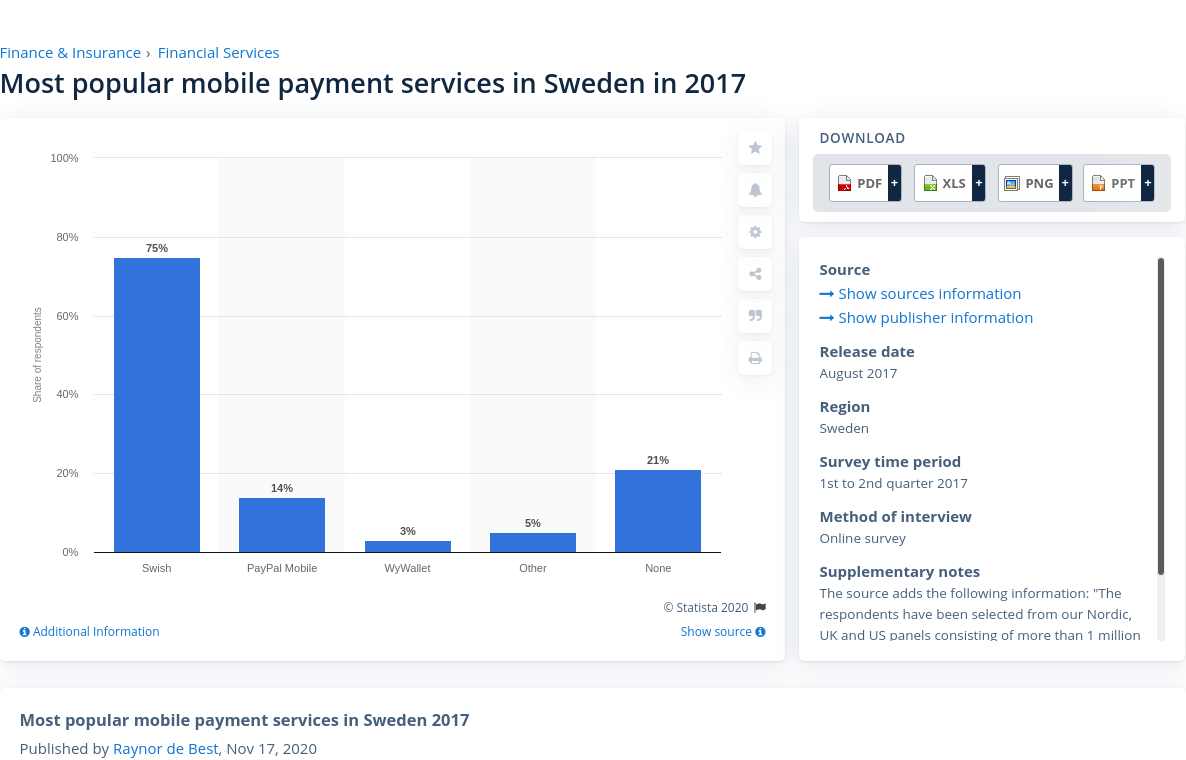 Finance & Insurance › Financial Services
Most popular mobile payment services in Sweden in 2017
100%
80%
60%
40%
20%
0%
Share of respondents
75%
14%
3%
5%
21%
Swish
PayPal Mobile
WyWallet
Other
None
© Statista 2020
Additional Information
Show source
DOWNLOAD
PDF +
XLS +
PNG +
PPT +
Source
Show sources information
Show publisher information
Release date
August 2017
Region
Sweden
Survey time period
1st to 2nd quarter 2017
Method of interview
Online survey
Supplementary notes
The source adds the following information: "The
respondents have been selected from our Nordic,
UK and US panels consisting of more than 1 million
Most popular mobile payment services in Sweden 2017
Published by Raynor de Best, Nov 17, 2020